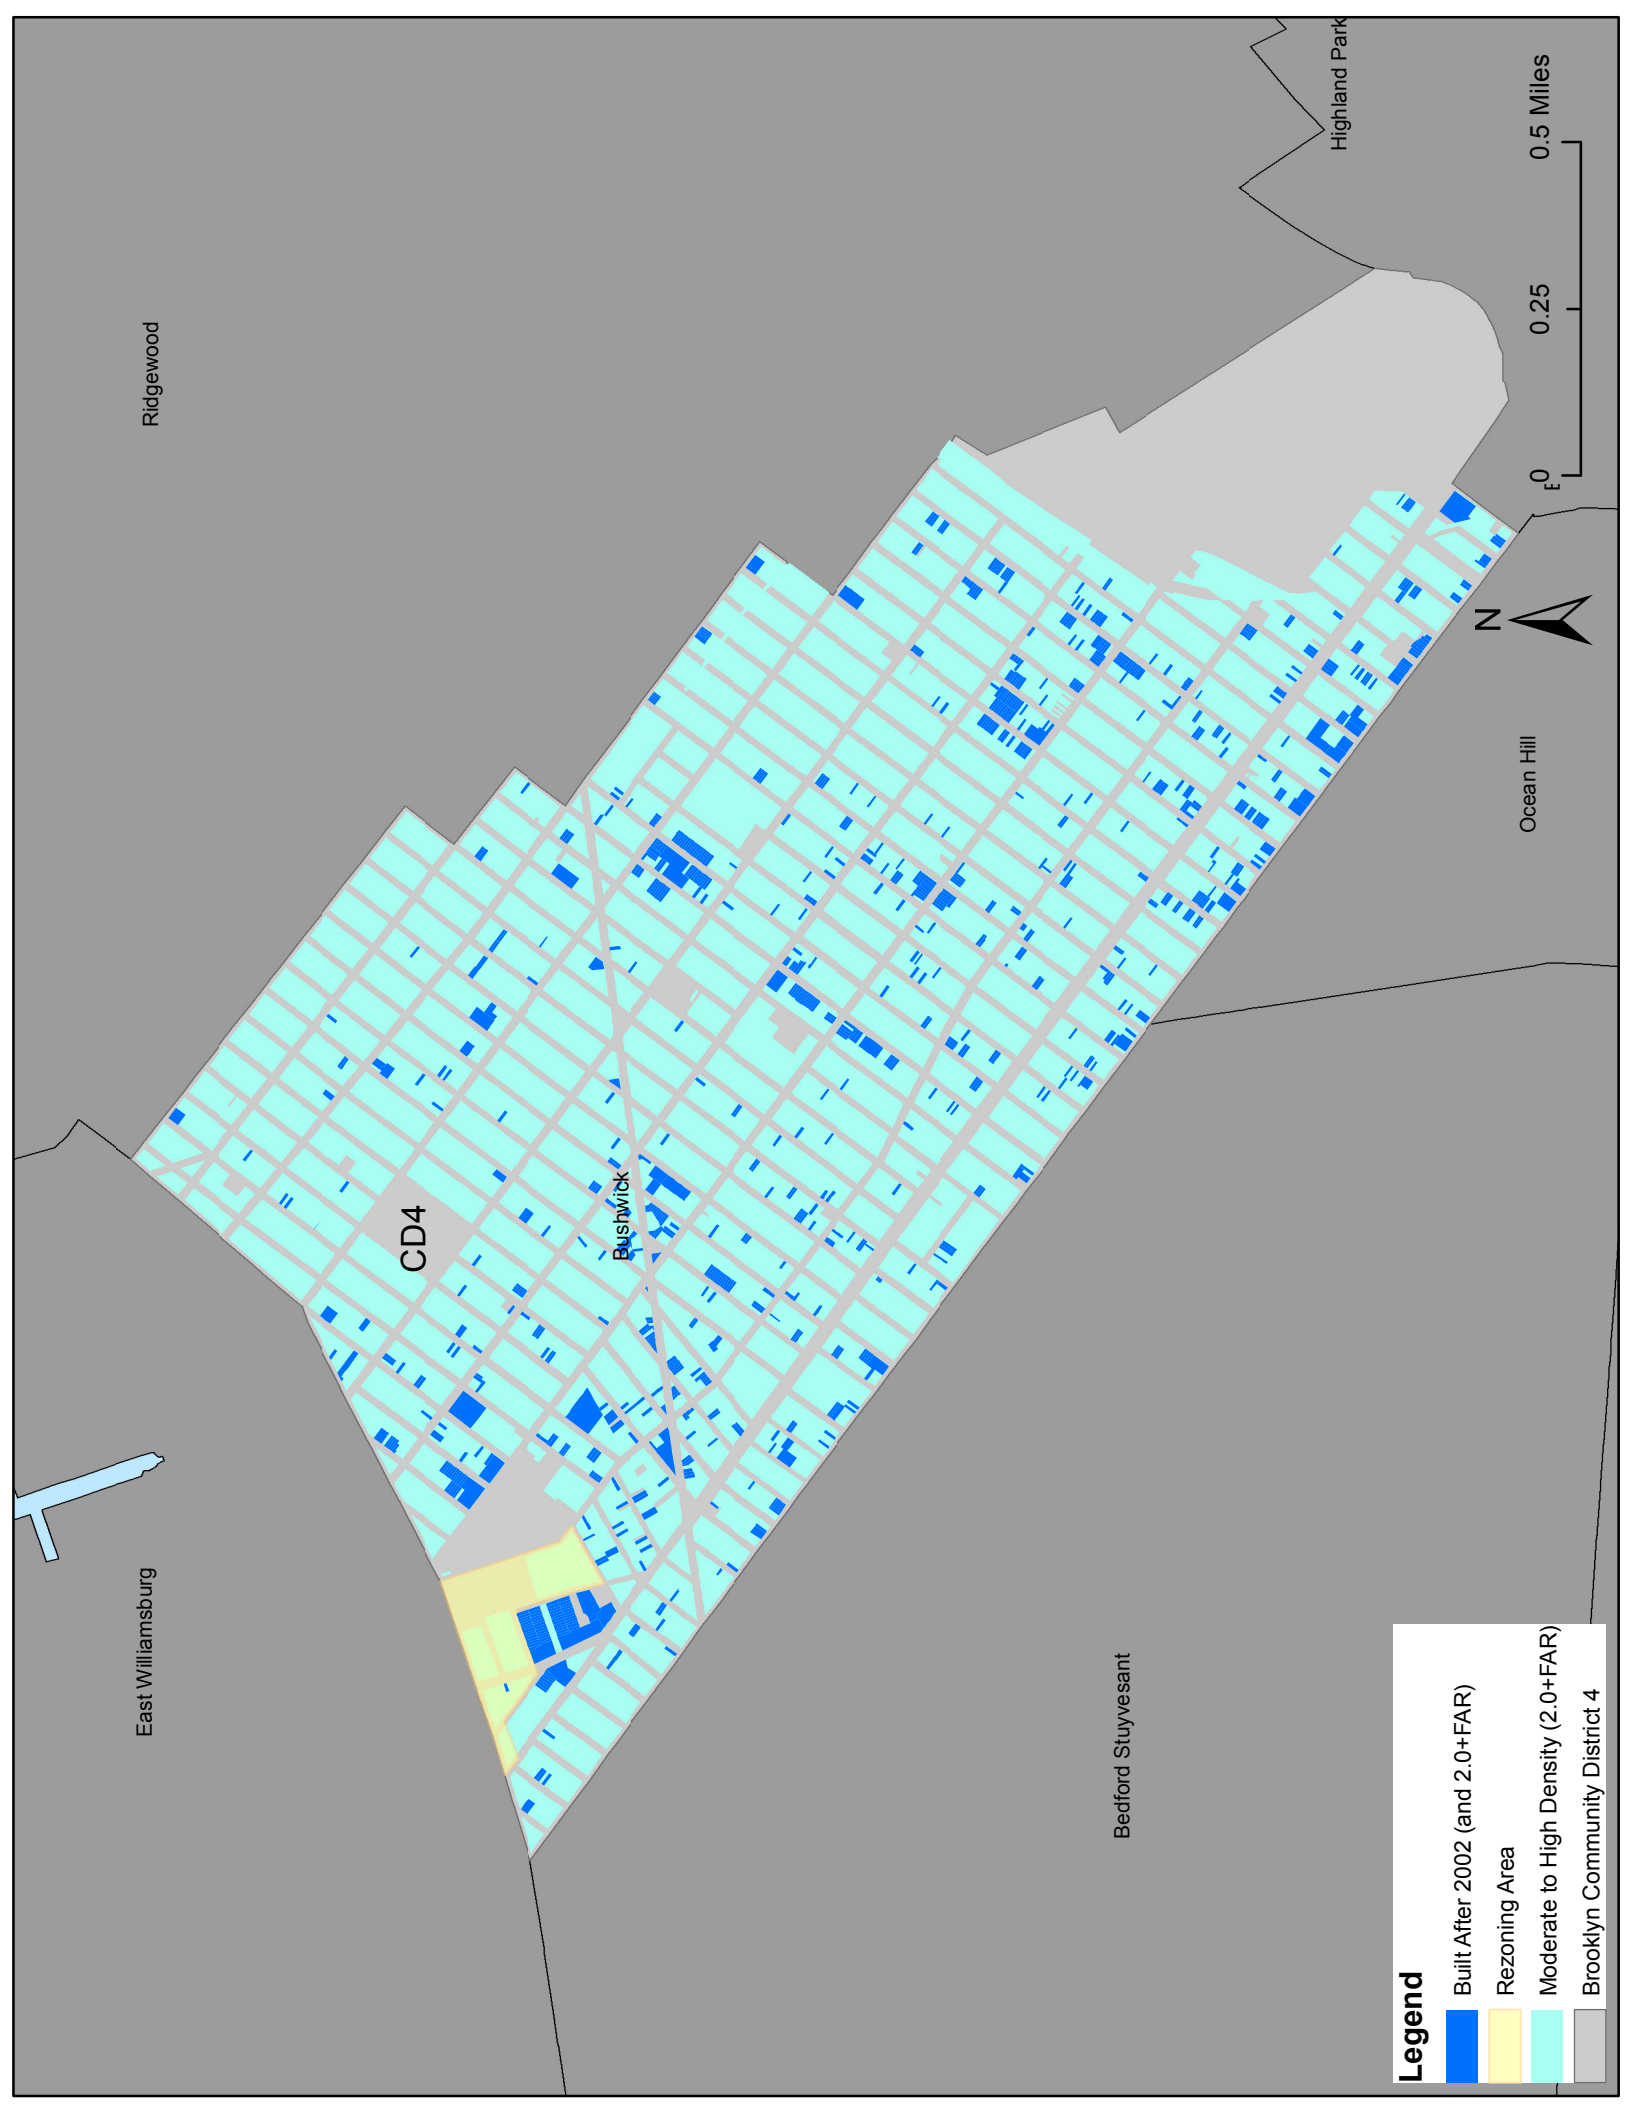 Ridgewood
Highland Park
East Williamsburg
CD4
Bushwick
Bedford Stuyvesant
Ocean Hill
E
N
0
0.25
0.5 Miles
Legend
Built After 2002 (and 2.0+FAR)
Rezoning Area
Moderate to High Density (2.0+FAR)
Brooklyn Community District 4